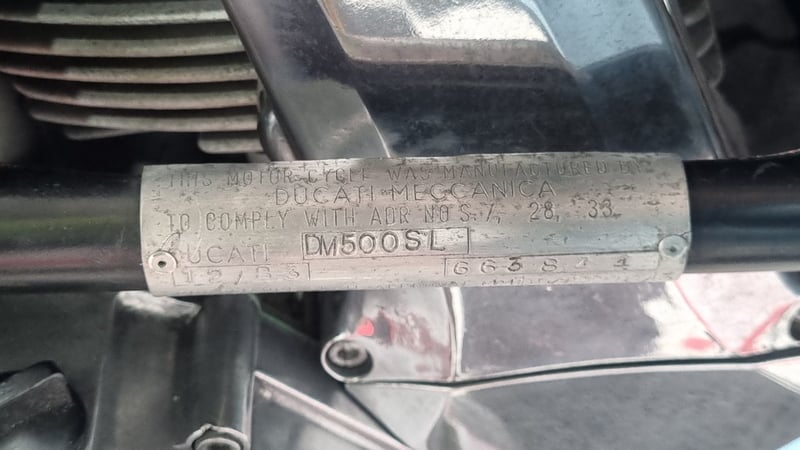 THIS MOTOR CYCLE WAS MANUFACTURED BY
DUCATI MECCANICA
TO COMPLY WITH ADR NO S. 7, 28, 33
DUCATI DM500SL
12/83 663844